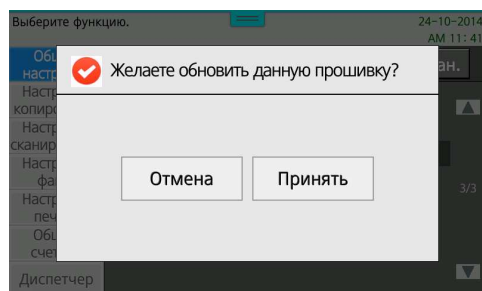 Выберите функцию.
24-10-2014
AM 11:41
Желаете обновить данную прошивку?
Отмена
Принять
3/3
Диспетчер